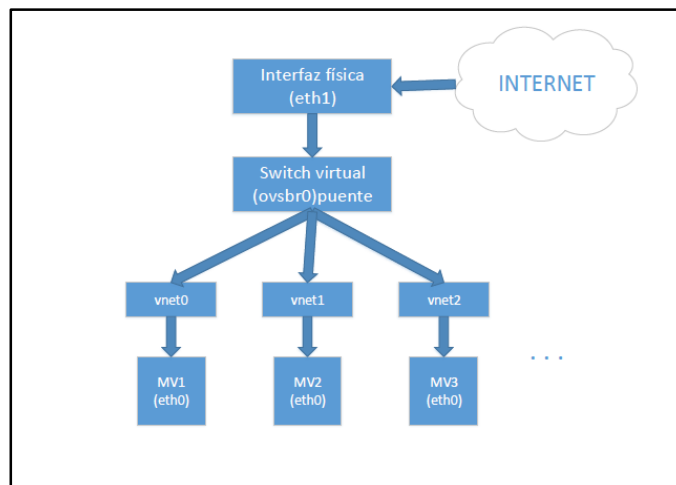 Interfaz física
(eth1)
INTERNET
Switch virtual
(ovsbr0)puente
vnet0
vnet1
vnet2
MV1
(eth0)
MV2
(eth0)
MV3
(eth0)
. . .